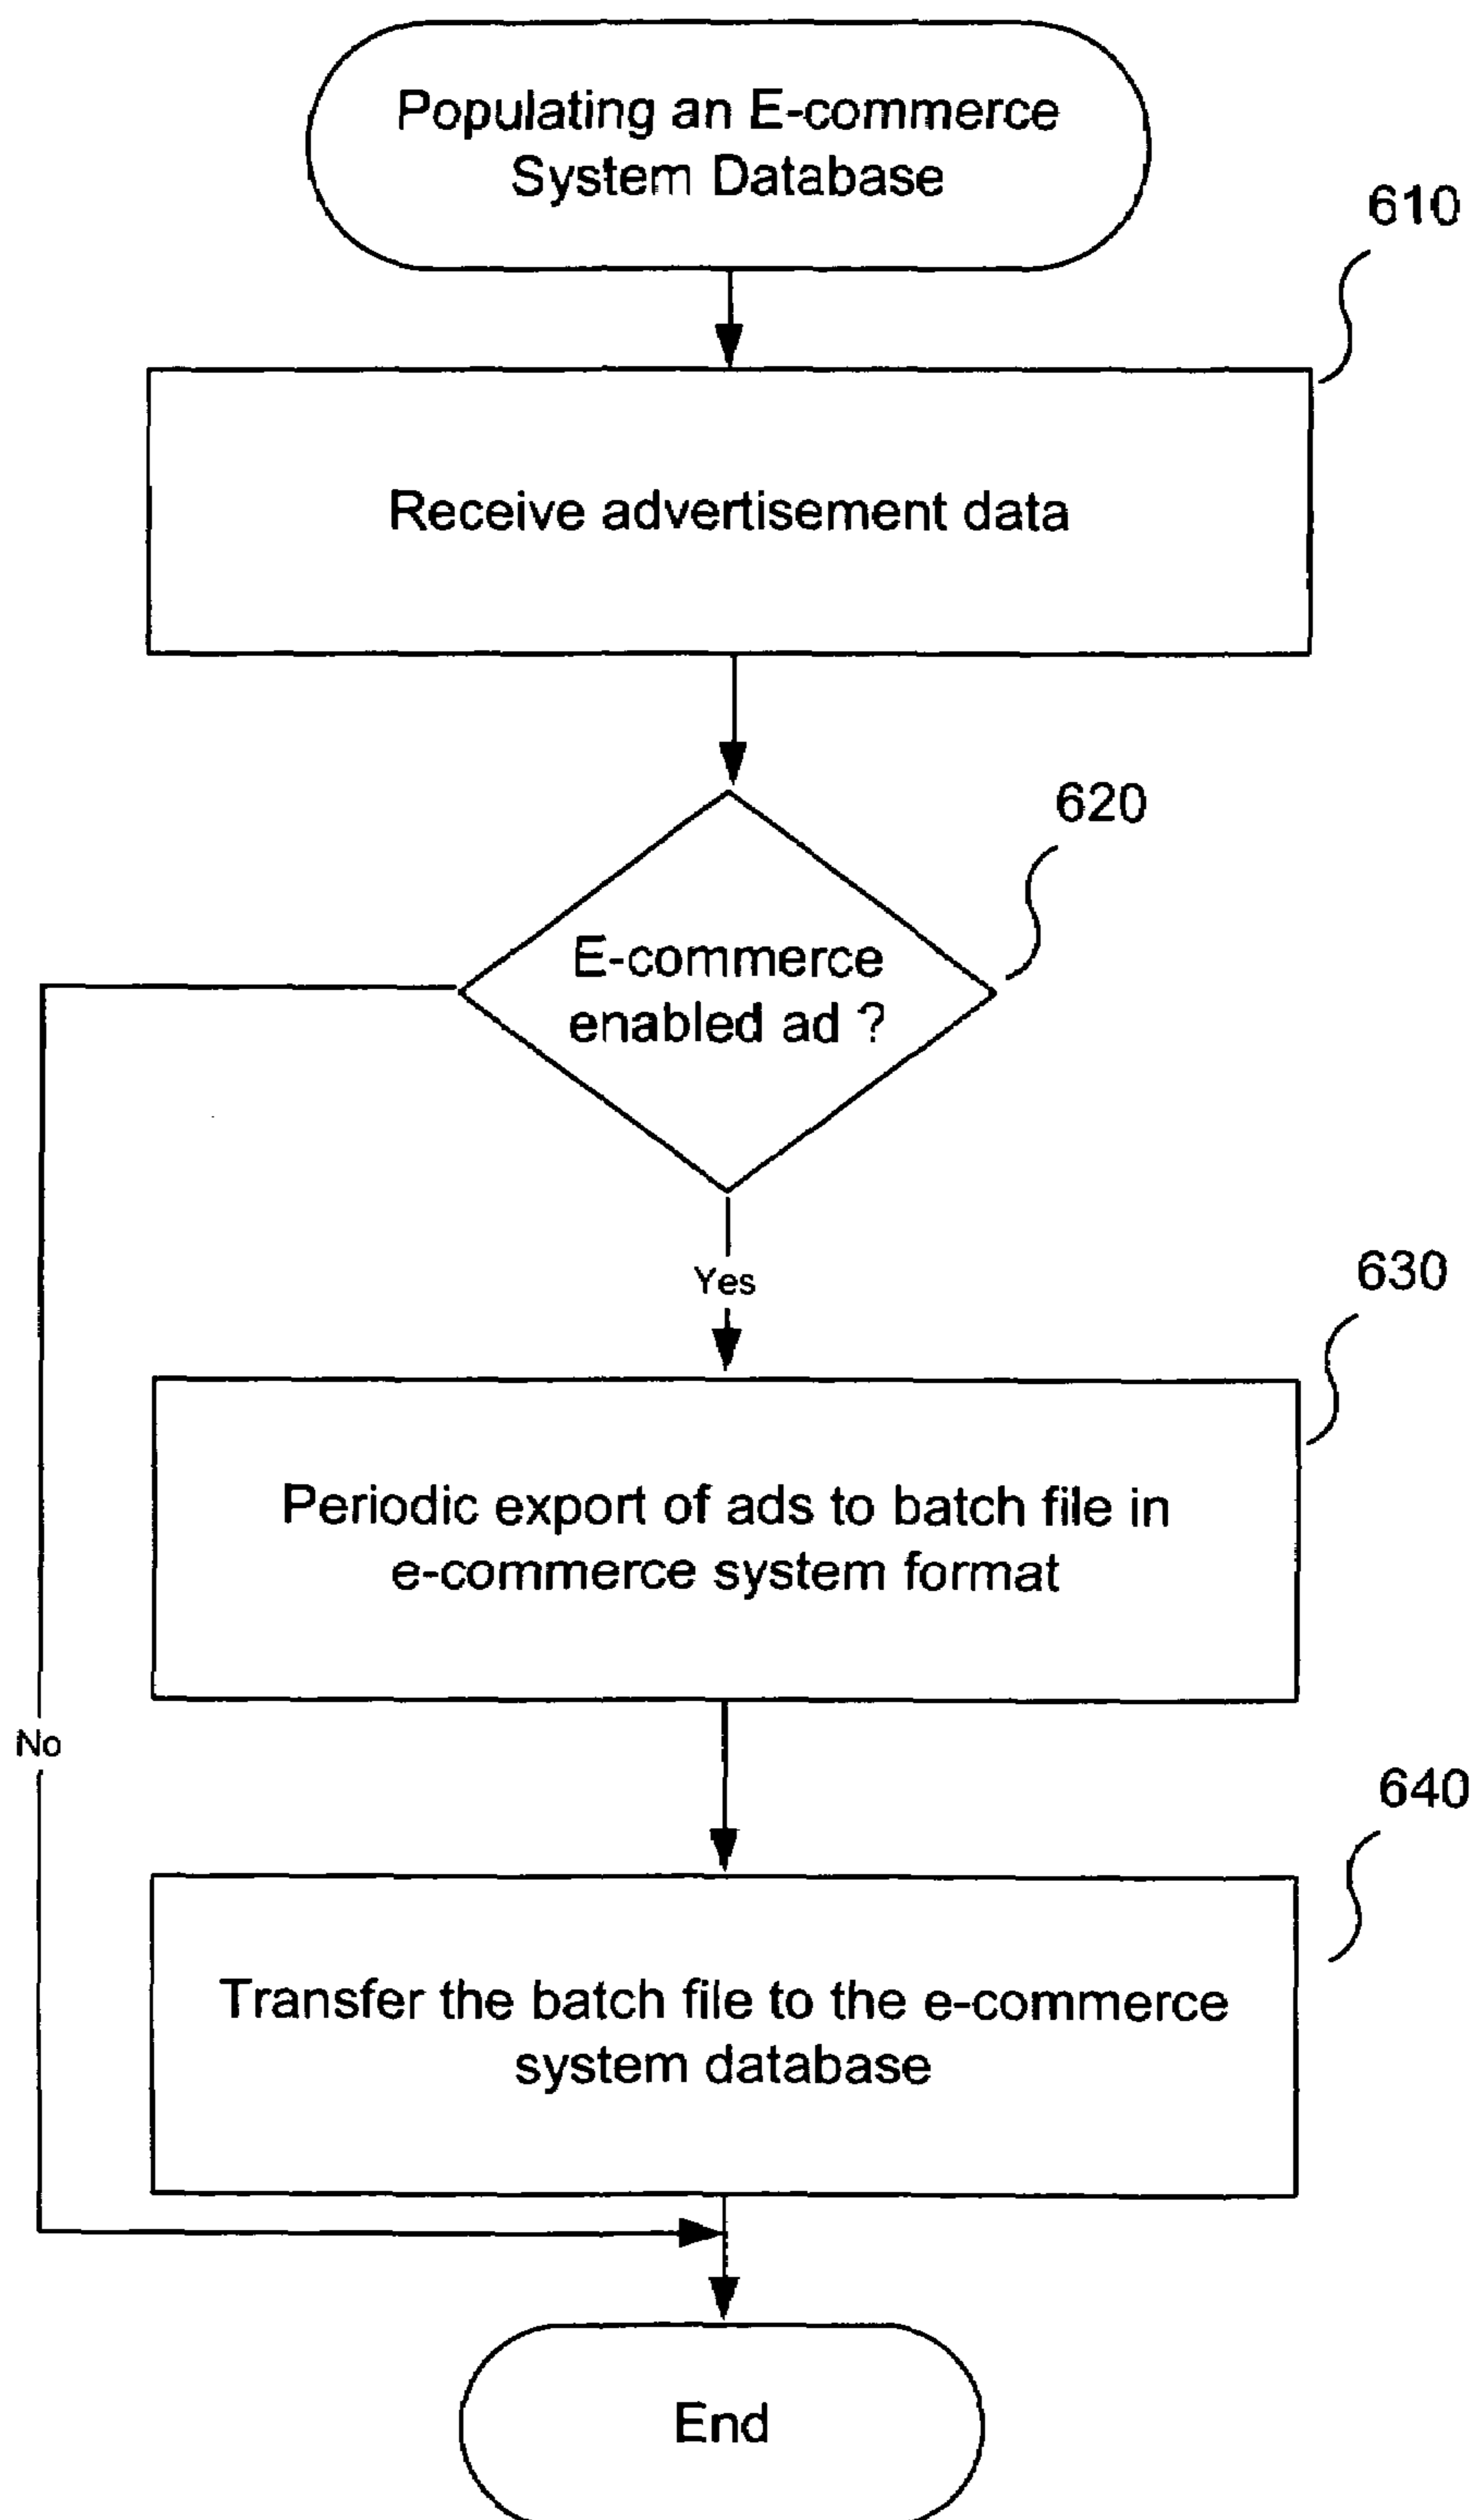 Populating an E-commerce
System Database
610
Receive advertisement data
620
E-commerce
enabled ad ?
Yes
630
Periodic export of ads to batch file in
e-commerce system format
No
640
Transfer the batch file to the e-commerce
system database
End